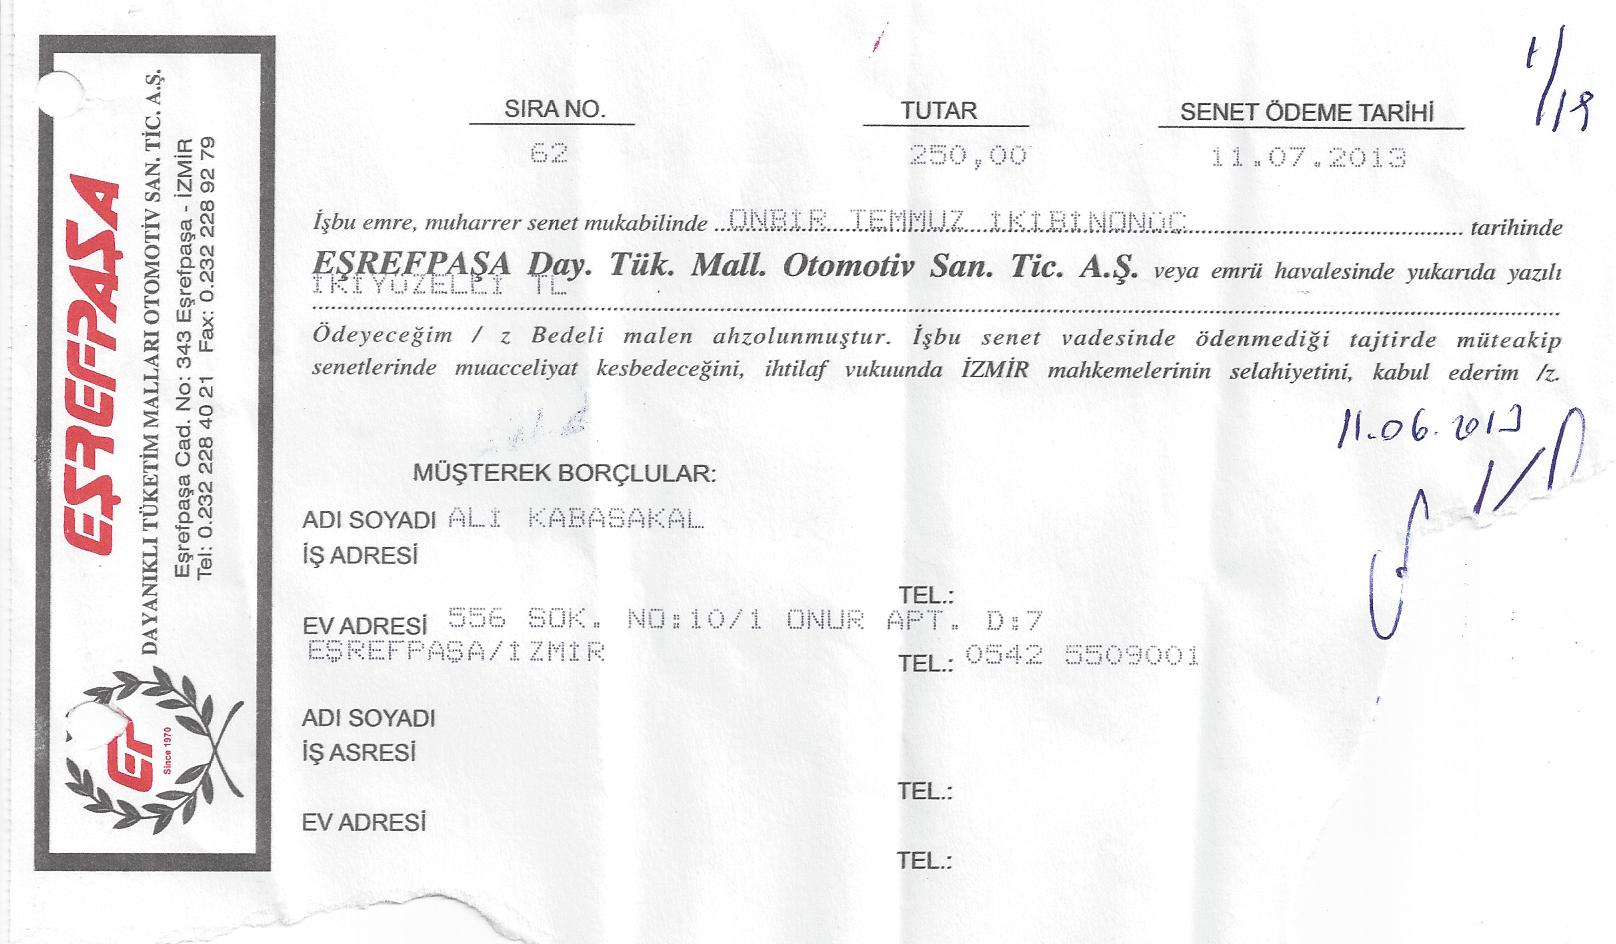 EŞREFPAŞA
DAYANIKLI TÜKETİM MALLARI OTOMOTİV SAN. TİC. A.Ş.
Eşrefpaşa Cad. No: 343 Eşrefpaşa - İZMİR
Tel: 0.232 228 40 21 Fax: 0.232 228 92 79
EP
Since 1970
1/19
SIRA NO. TUTAR SENET ÖDEME TARİHİ
62 250,00 11.07.2013
İşbu emre, muharrer senet mukabilinde ..ONBİR TEMMUZ İKİBİNONÜÇ.. tarihinde
EŞREFPAŞA Day. Tük. Mall. Otomotiv San. Tic. A.Ş. veya emrü havalesinde yukarıda yazılı
İKİYÜZELLİ TL
Ödeyeceğim / z Bedeli malen ahzolunmuştur. İşbu senet vadesinde ödenmediği tajtirde müteakip
senetlerinde muacceliyat kesbedeceğini, ihtilaf vukuunda İZMİR mahkemelerinin selahiyetini, kabul ederim /z.
11.06.2013
MÜŞTEREK BORÇLULAR:
ADI SOYADI ALİ KABASAKAL
İŞ ADRESİ
TEL.:
EV ADRESİ 556 SOK. NO:10/1 ONUR APT. D:7
EŞREFPAŞA/İZMİR TEL.: 0542 5509001
ADI SOYADI
İŞ ASRESİ
TEL.:
EV ADRESİ
TEL.: